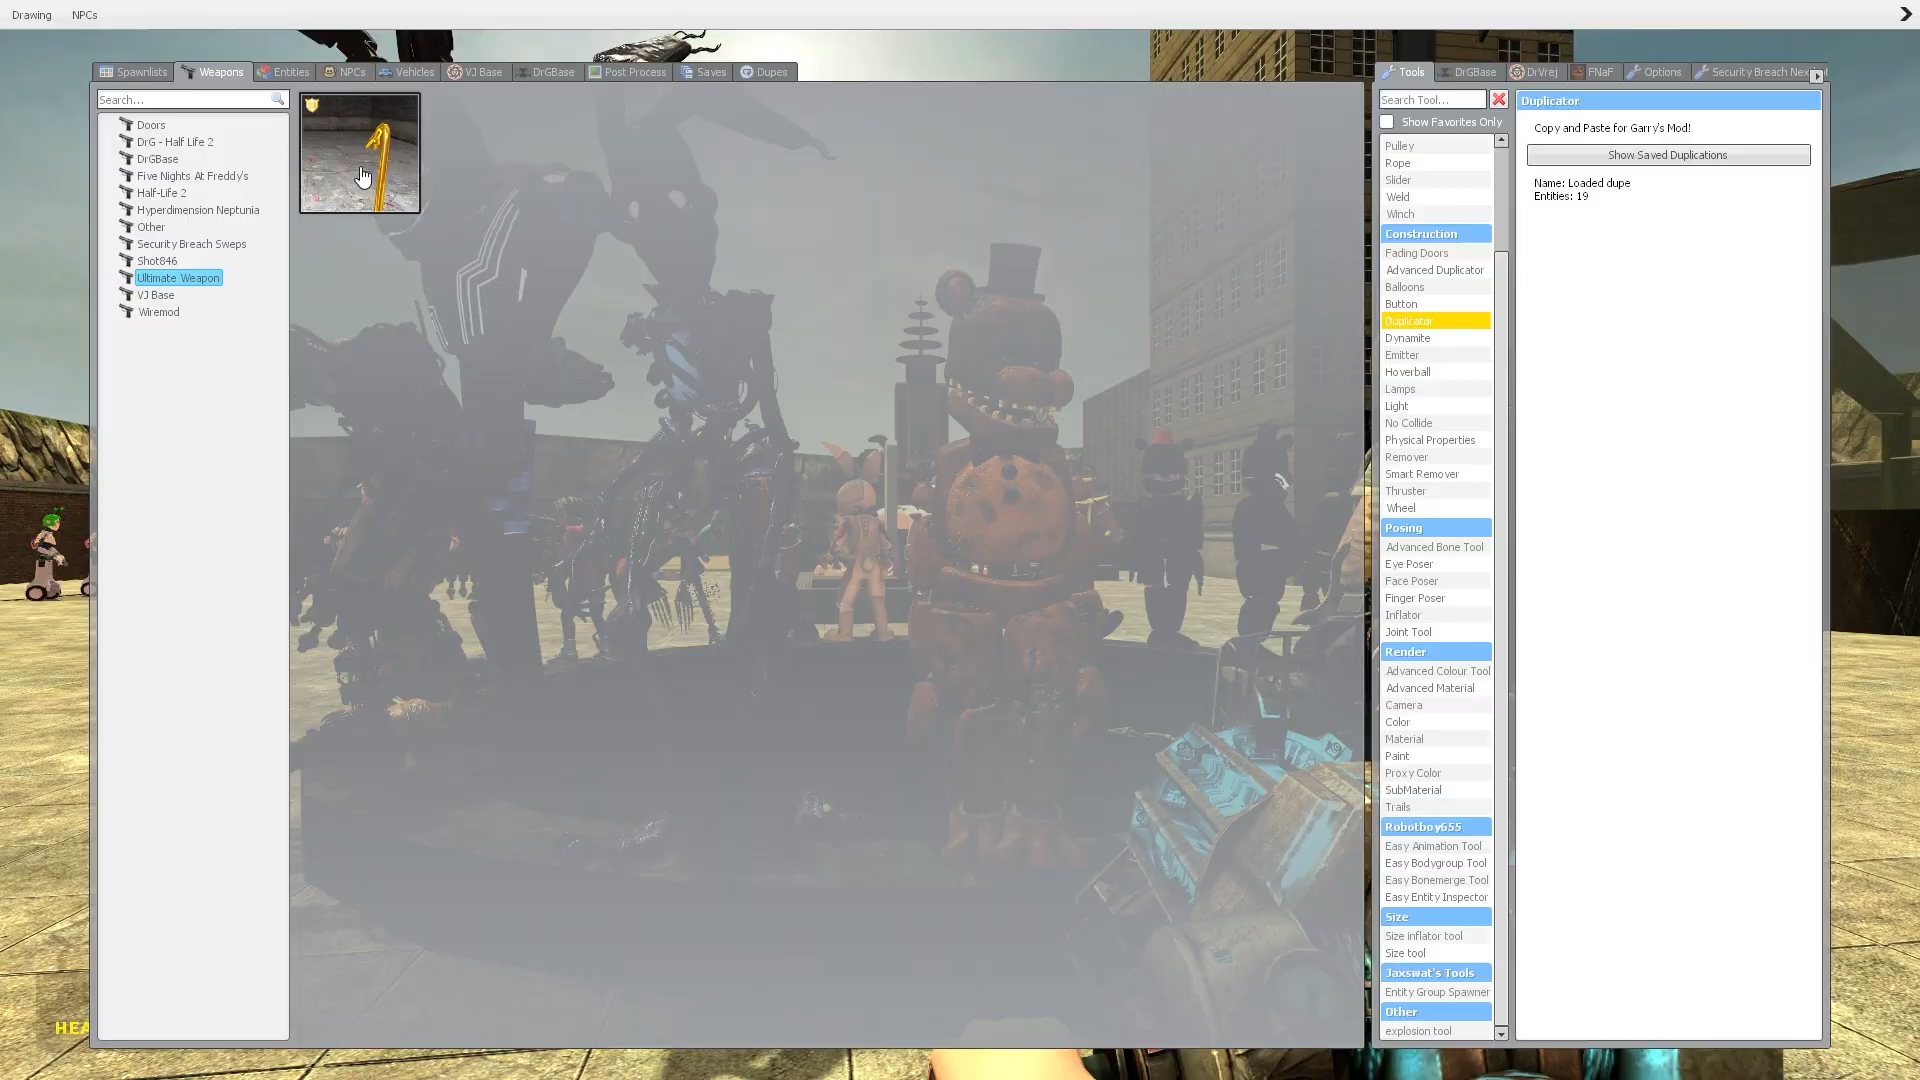 Drawing NPCs
Spawnlists Weapons Entities NPCs Vehicles VJ Base DrGBase Post Process Saves Dupes
Search...
Doors
DrG - Half Life 2
DrGBase
Five Nights At Freddy's
Half-Life 2
Hyperdimension Neptunia
Other
Security Breach Sweps
Shot846
Ultimate Weapon
VJ Base
Wiremod
HEA
Tools DrGBase DrVrej FNaF Options Security Breach Nex
Search Tool...
Show Favorites Only
Pulley
Rope
Slider
Weld
Winch
Construction
Fading Doors
Advanced Duplicator
Balloons
Button
Duplicator
Dynamite
Emitter
Hoverball
Lamps
Light
No Collide
Physical Properties
Remover
Smart Remover
Thruster
Wheel
Posing
Advanced Bone Tool
Eye Poser
Face Poser
Finger Poser
Inflator
Joint Tool
Render
Advanced Colour Tool
Advanced Material
Camera
Color
Material
Paint
Proxy Color
SubMaterial
Trails
Robotboy655
Easy Animation Tool
Easy Bodygroup Tool
Easy Bonemerge Tool
Easy Entity Inspector
Size
Size inflator tool
Size tool
Jaxswat's Tools
Entity Group Spawner
Other
explosion tool
Duplicator
Copy and Paste for Garry's Mod!
Show Saved Duplications
Name: Loaded dupe
Entities: 19